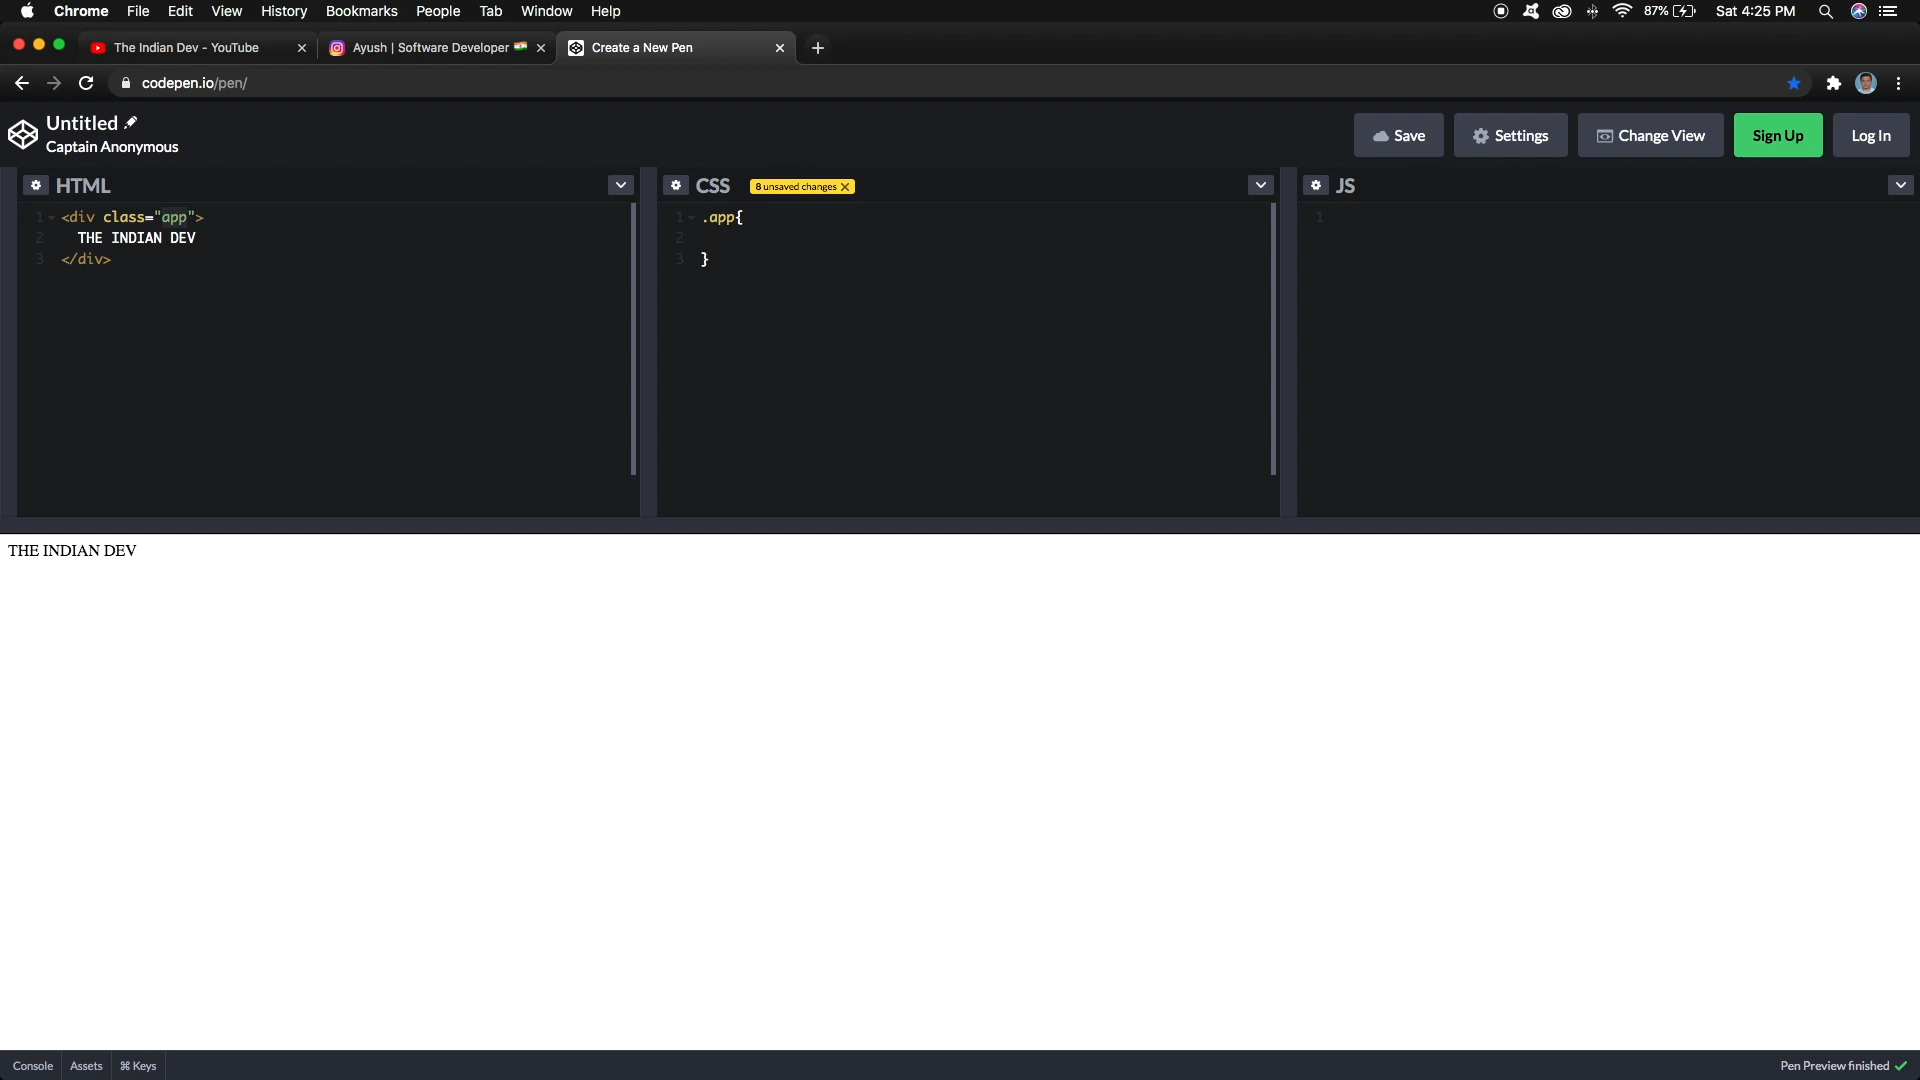 Chrome File Edit View History Bookmarks People Tab Window Help 87% Sat 4:25 PM
The Indian Dev - YouTube Ayush | Software Developer 🇮🇳 Create a New Pen
codepen.io/pen/
Untitled
Captain Anonymous
Save Settings Change View Sign Up Log In
HTML CSS 8 unsaved changes JS
1 <div class="app">
2 THE INDIAN DEV
3 </div>
1 .app{
2
3 }
1
THE INDIAN DEV
Console Assets ⌘ Keys Pen Preview finished